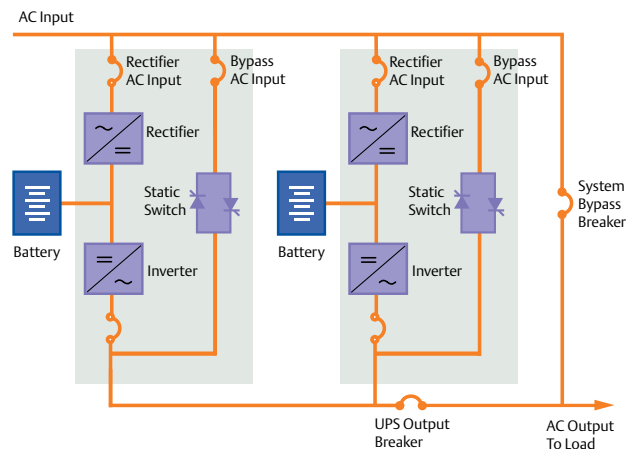 AC Input
Rectifier
AC Input
Bypass
AC Input
Rectifier
AC Input
Bypass
AC Input
Rectifier
Rectifier
Static
Switch
Static
Switch
System
Bypass
Breaker
Battery
Inverter
Battery
Inverter
UPS Output
Breaker
AC Output
To Load